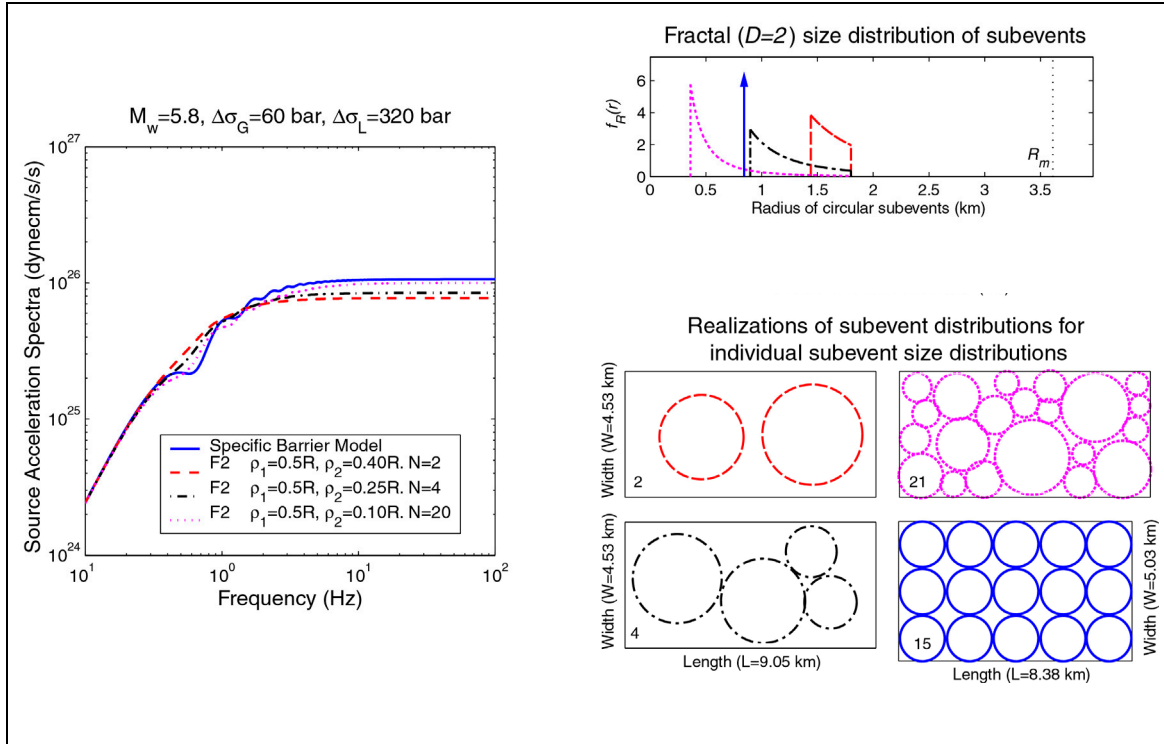 M_w=5.8, Δσ_G=60 bar, Δσ_L=320 bar
Source Acceleration Spectra (dynecm/s/s)
10^27
10^26
10^25
10^24
Specific Barrier Model
F2 ρ_1=0.5R, ρ_2=0.40R. N=2
F2 ρ_1=0.5R, ρ_2=0.25R. N=4
F2 ρ_1=0.5R, ρ_2=0.10R. N=20
10^1 10^0 10^1 10^2
Frequency (Hz)
Fractal (D=2) size distribution of subevents
f_R(r)
6
4
2
0
R_m
0 0.5 1 1.5 2 2.5 3 3.5
Radius of circular subevents (km)
Realizations of subevent distributions for
individual subevent size distributions
Width (W=4.53 km)
2
21
Width (W=4.53 km)
4
15
Width (W=5.03 km)
Length (L=9.05 km)
Length (L=8.38 km)